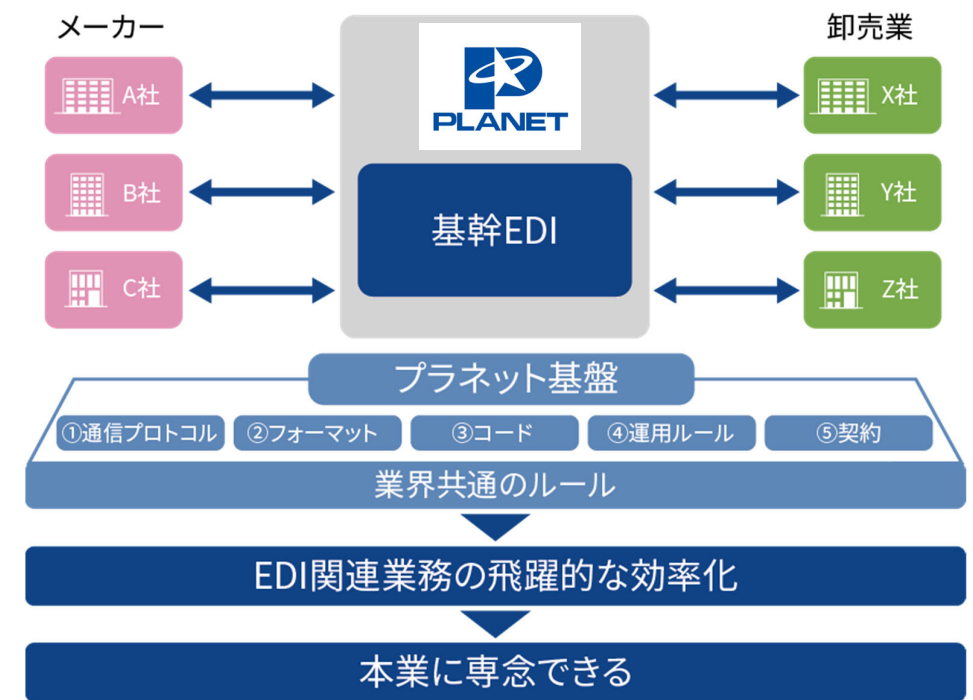 メーカー
卸売業
PLANET
A社
X社
B社
基幹EDI
Y社
C社
Z社
プラネット基盤
①通信プロトコル
②フォーマット
③コード
④運用ルール
⑤契約
業界共通のルール
EDI関連業務の飛躍的な効率化
本業に専念できる